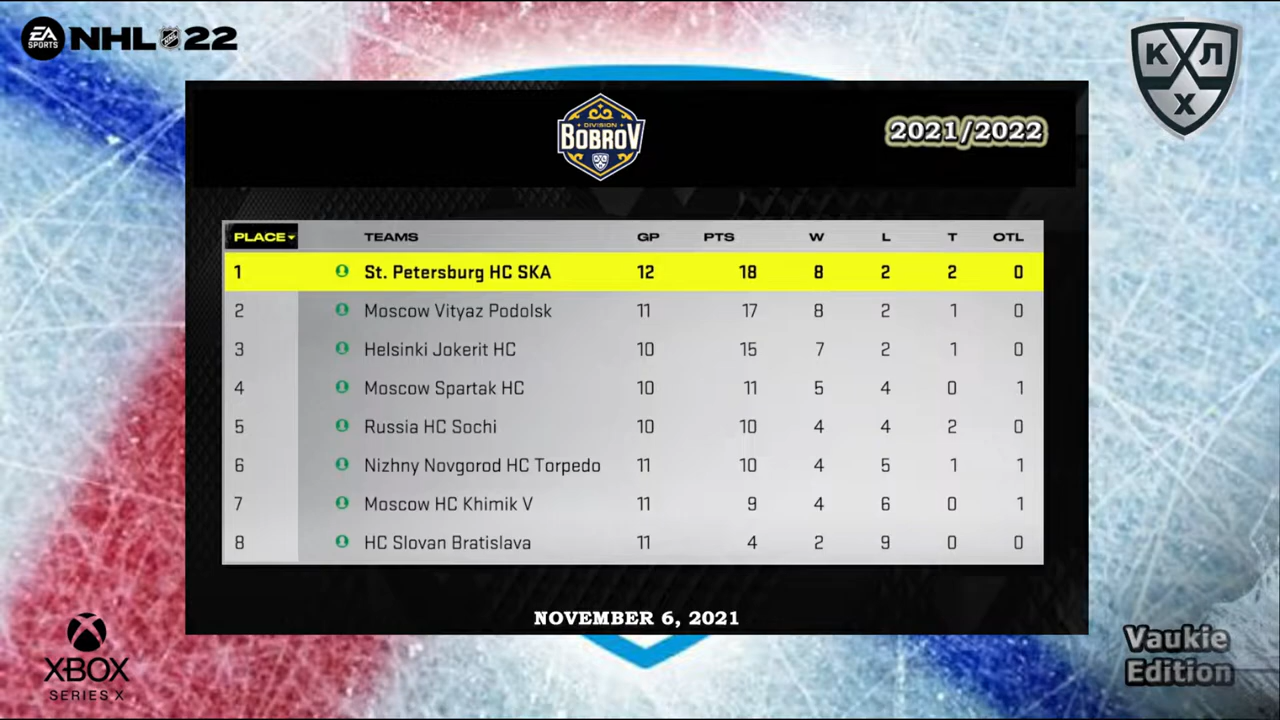 EA SPORTS NHL 22
К Л Х
DIVISION
BOBROV
2021/2022
PLACE TEAMS GP PTS W L T OTL
1 St. Petersburg HC SKA 12 18 8 2 2 0
2 Moscow Vityaz Podolsk 11 17 8 2 1 0
3 Helsinki Jokerit HC 10 15 7 2 1 0
4 Moscow Spartak HC 10 11 5 4 0 1
5 Russia HC Sochi 10 10 4 4 2 0
6 Nizhny Novgorod HC Torpedo 11 10 4 5 1 1
7 Moscow HC Khimik V 11 9 4 6 0 1
8 HC Slovan Bratislava 11 4 2 9 0 0
NOVEMBER 6, 2021
XBOX
SERIES X
Vaukie
Edition